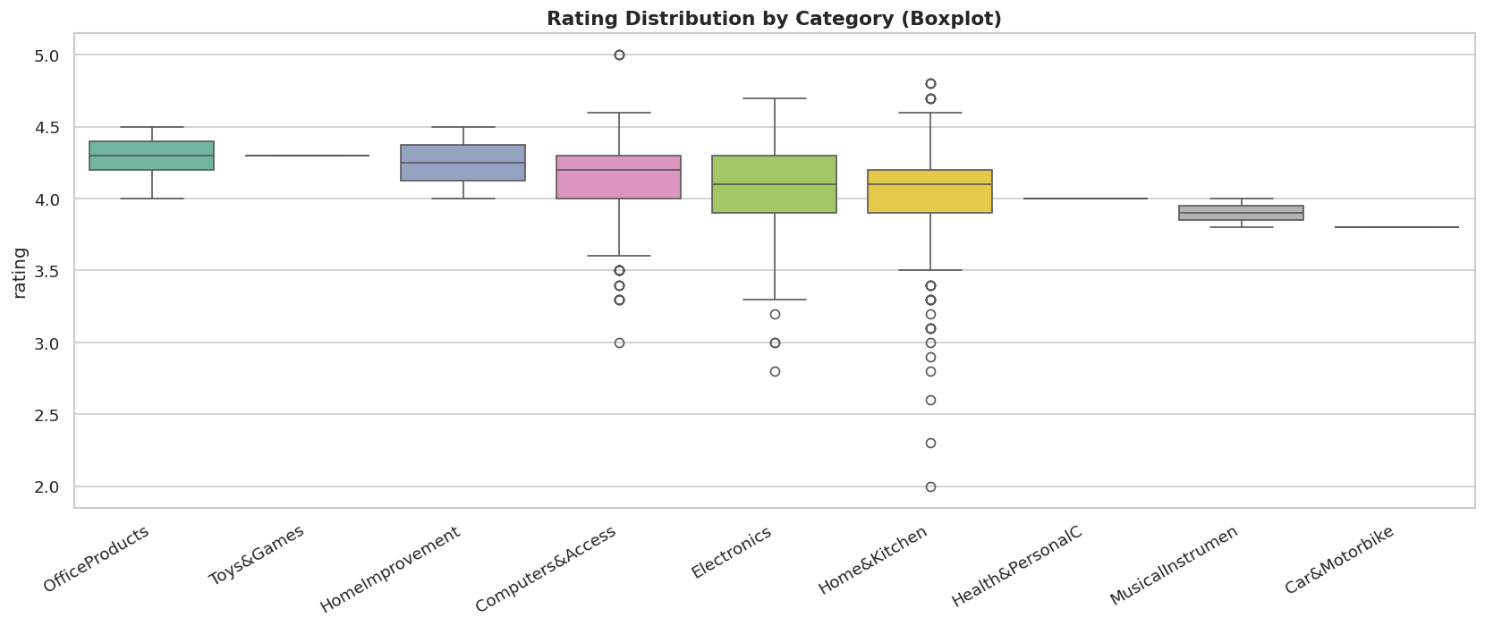 Rating Distribution by Category (Boxplot)
5.0
4.5
4.0
3.5
3.0
2.5
2.0
rating
OfficeProducts
Toys&Games
HomeImprovement
Computers&Access
Electronics
Home&Kitchen
Health&PersonalC
MusicalInstrumen
Car&Motorbike